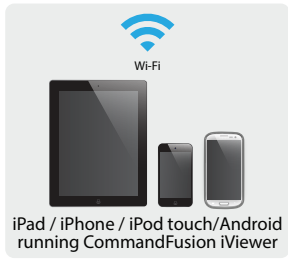 Wi-Fi
iPad / iPhone / iPod touch/Android
running CommandFusion iViewer